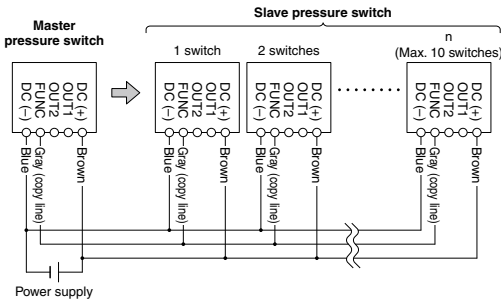 Slave pressure switch
Master
pressure switch
1 switch
2 switches
n
(Max. 10 switches)
DC (−)
FUNC
OUT2
OUT1
DC (+)
DC (−)
FUNC
OUT2
OUT1
DC (+)
DC (−)
FUNC
OUT2
OUT1
DC (+)
DC (−)
FUNC
OUT2
OUT1
DC (+)
Blue
Gray (copy line)
Brown
Blue
Gray (copy line)
Brown
Blue
Gray (copy line)
Brown
Blue
Gray (copy line)
Brown
Power supply